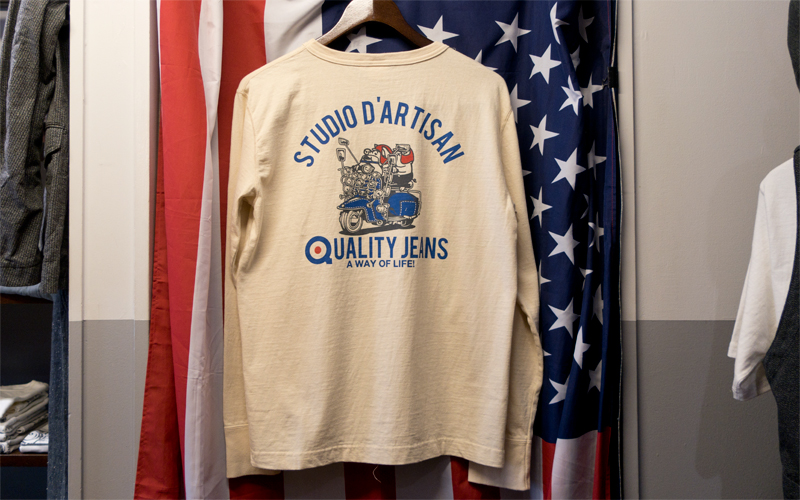 STUDIO D'ARTISAN
QUALITY JEANS
A WAY OF LIFE!